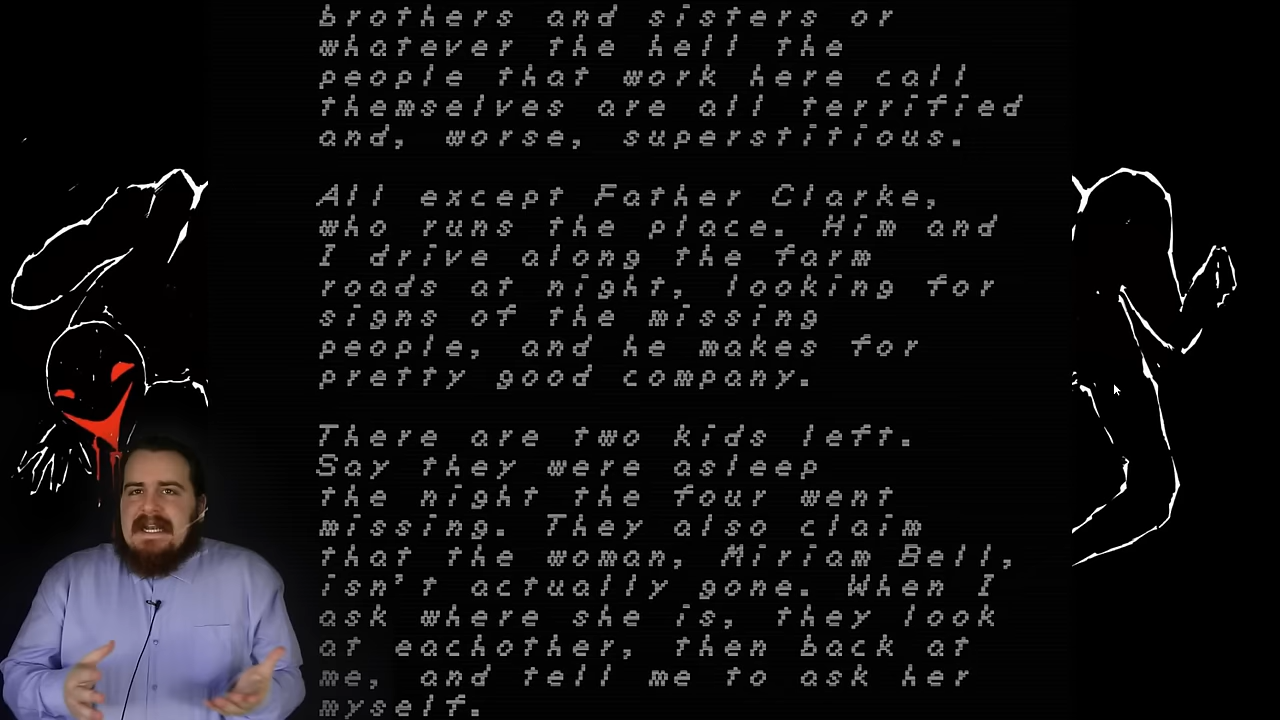 brothers and sisters or
whatever the hell the
people that work here call
themselves are all terrified
and, worse, superstitious.
All except Father Clarke,
who runs the place. Him and
I drive along the farm
roads at night, looking for
signs of the missing
people, and he makes for
pretty good company.
There are two kids left.
Say they were asleep
the night the four went
missing. They also claim
that the woman, Miriam Bell,
isn't actually gone. When I
ask where she is, they look
at eachother, then back at
me, and tell me to ask her
myself.